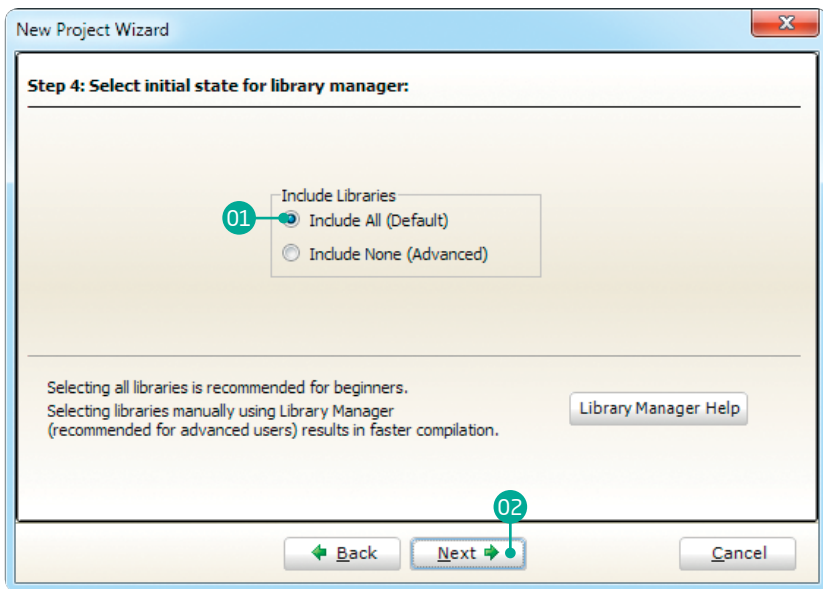 New Project Wizard
X
Step 4: Select initial state for library manager:
Include Libraries
01
Include All (Default)
Include None (Advanced)
Selecting all libraries is recommended for beginners.
Selecting libraries manually using Library Manager
(recommended for advanced users) results in faster compilation.
Library Manager Help
02
Back
Next
Cancel